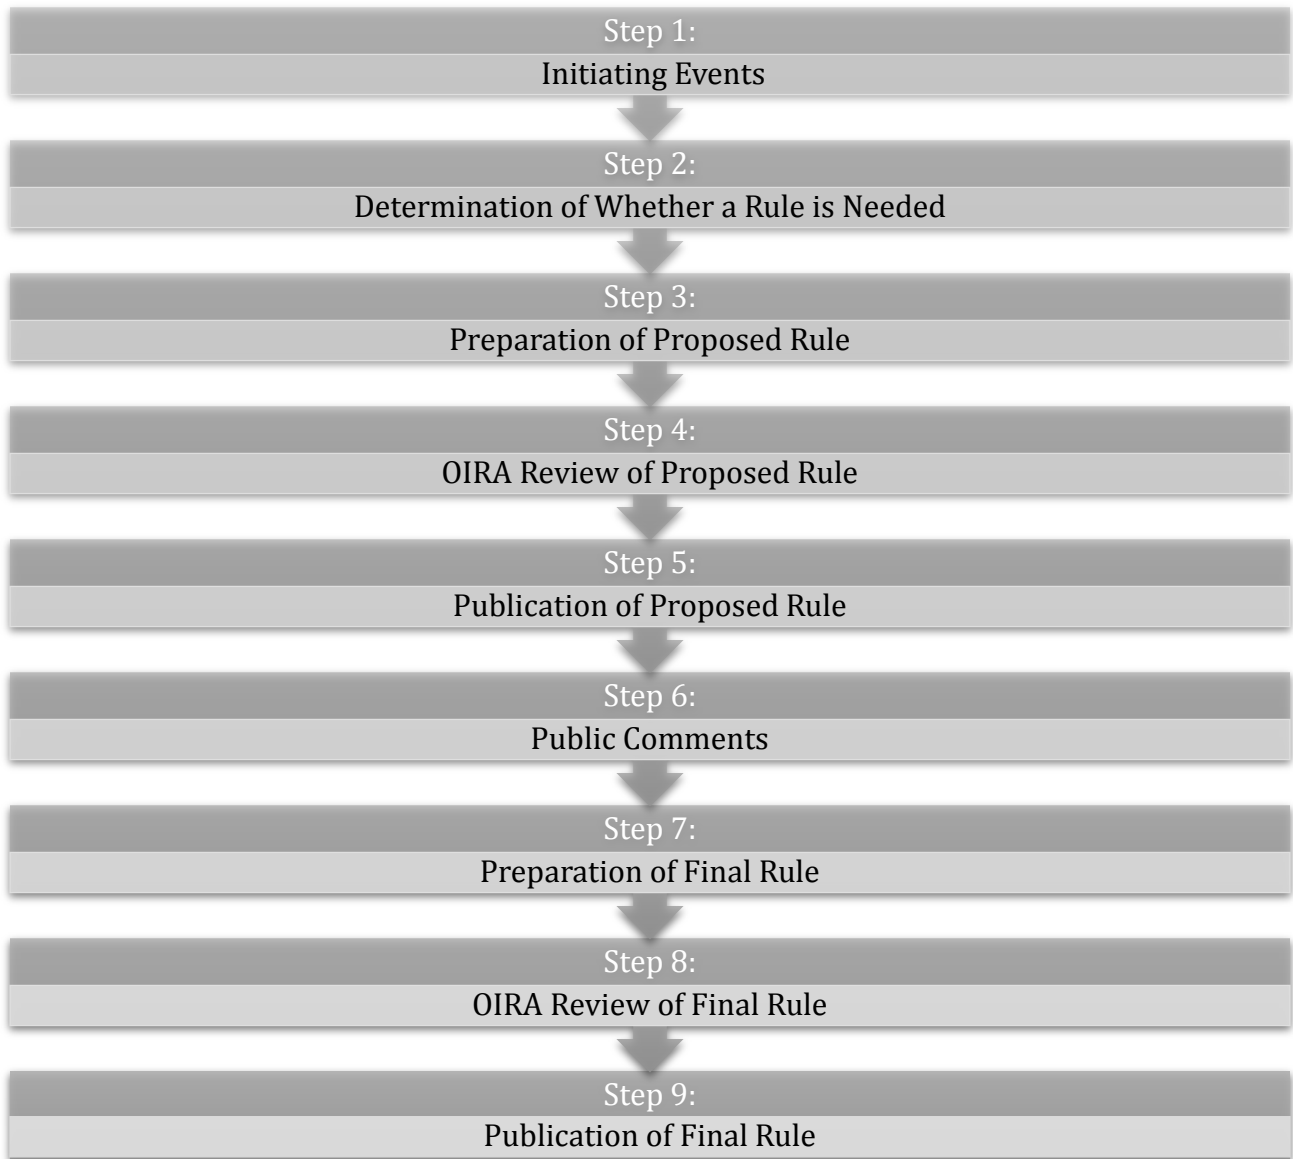 Step 1:
Initiating Events
Step 2:
Determination of Whether a Rule is Needed
Step 3:
Preparation of Proposed Rule
Step 4:
OIRA Review of Proposed Rule
Step 5:
Publication of Proposed Rule
Step 6:
Public Comments
Step 7:
Preparation of Final Rule
Step 8:
OIRA Review of Final Rule
Step 9:
Publication of Final Rule